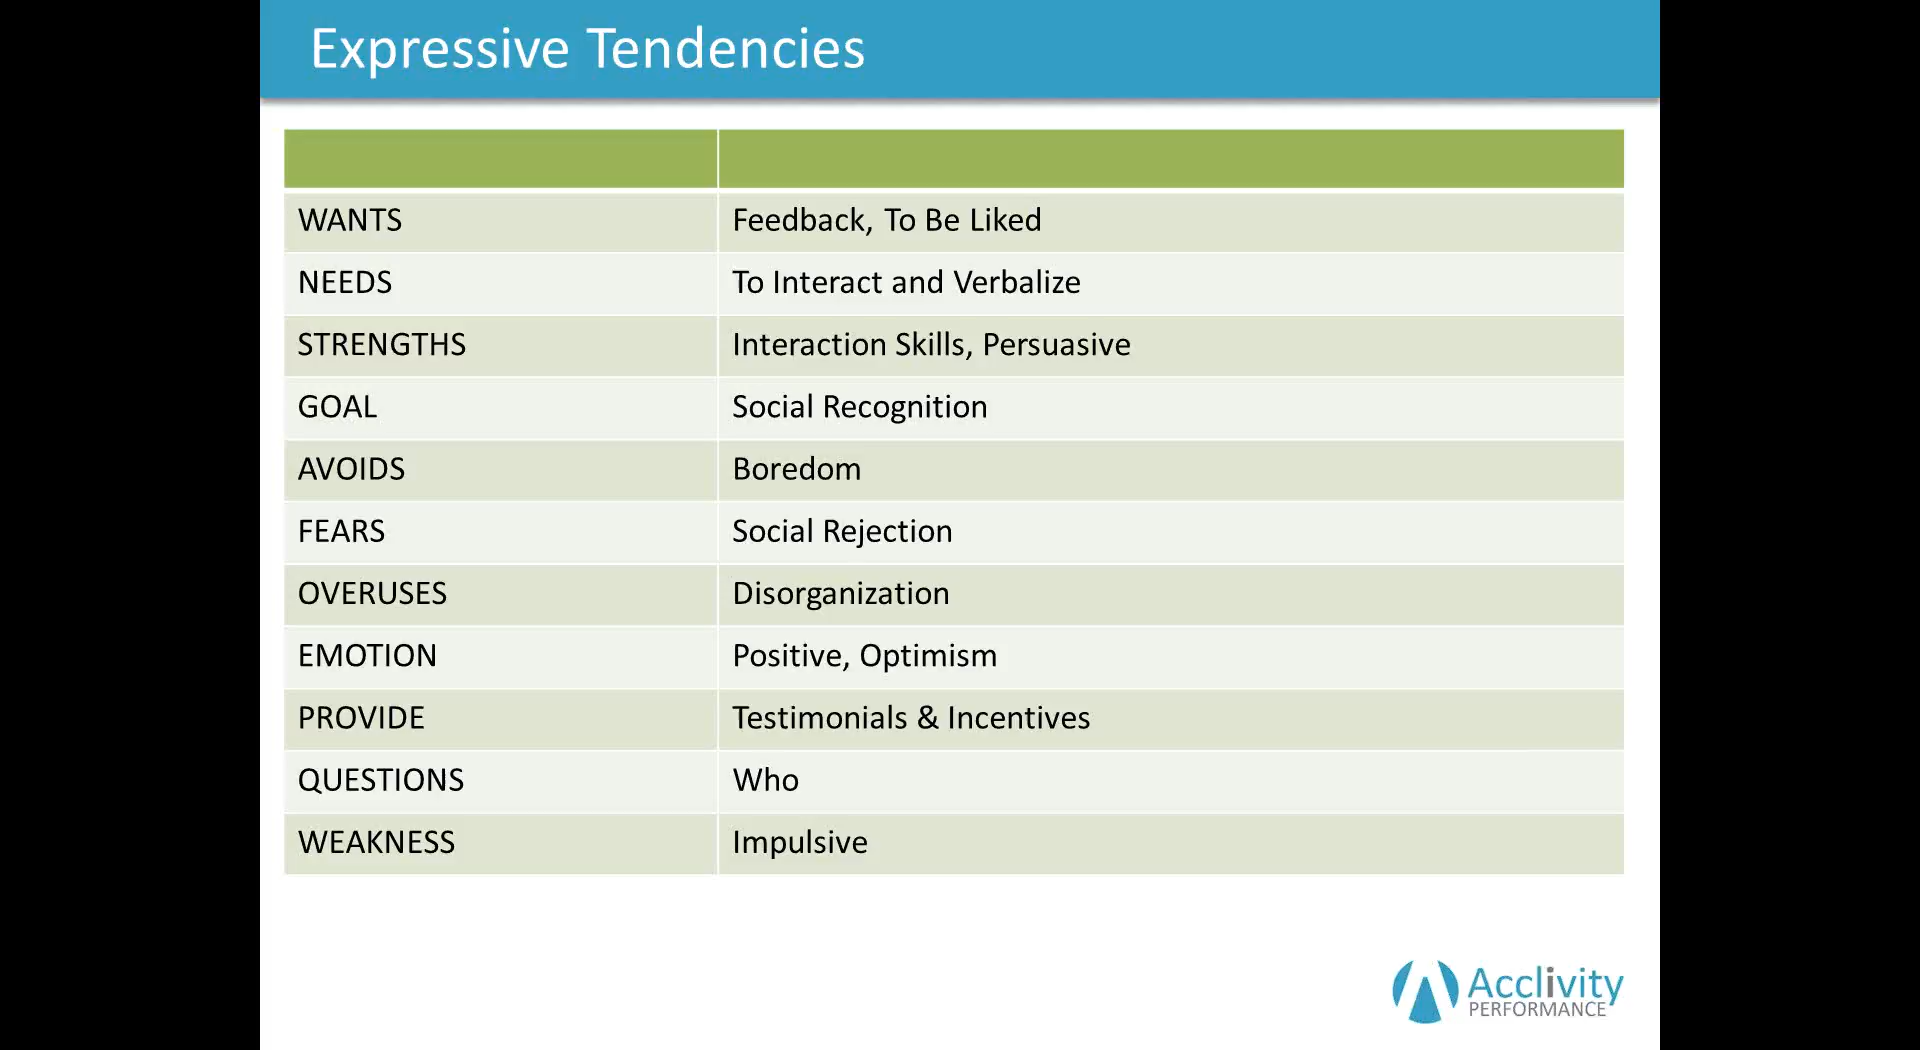 Expressive Tendencies
WANTS Feedback, To Be Liked
NEEDS To Interact and Verbalize
STRENGTHS Interaction Skills, Persuasive
GOAL Social Recognition
AVOIDS Boredom
FEARS Social Rejection
OVERUSES Disorganization
EMOTION Positive, Optimism
PROVIDE Testimonials & Incentives
QUESTIONS Who
WEAKNESS Impulsive
Acclivity
PERFORMANCE